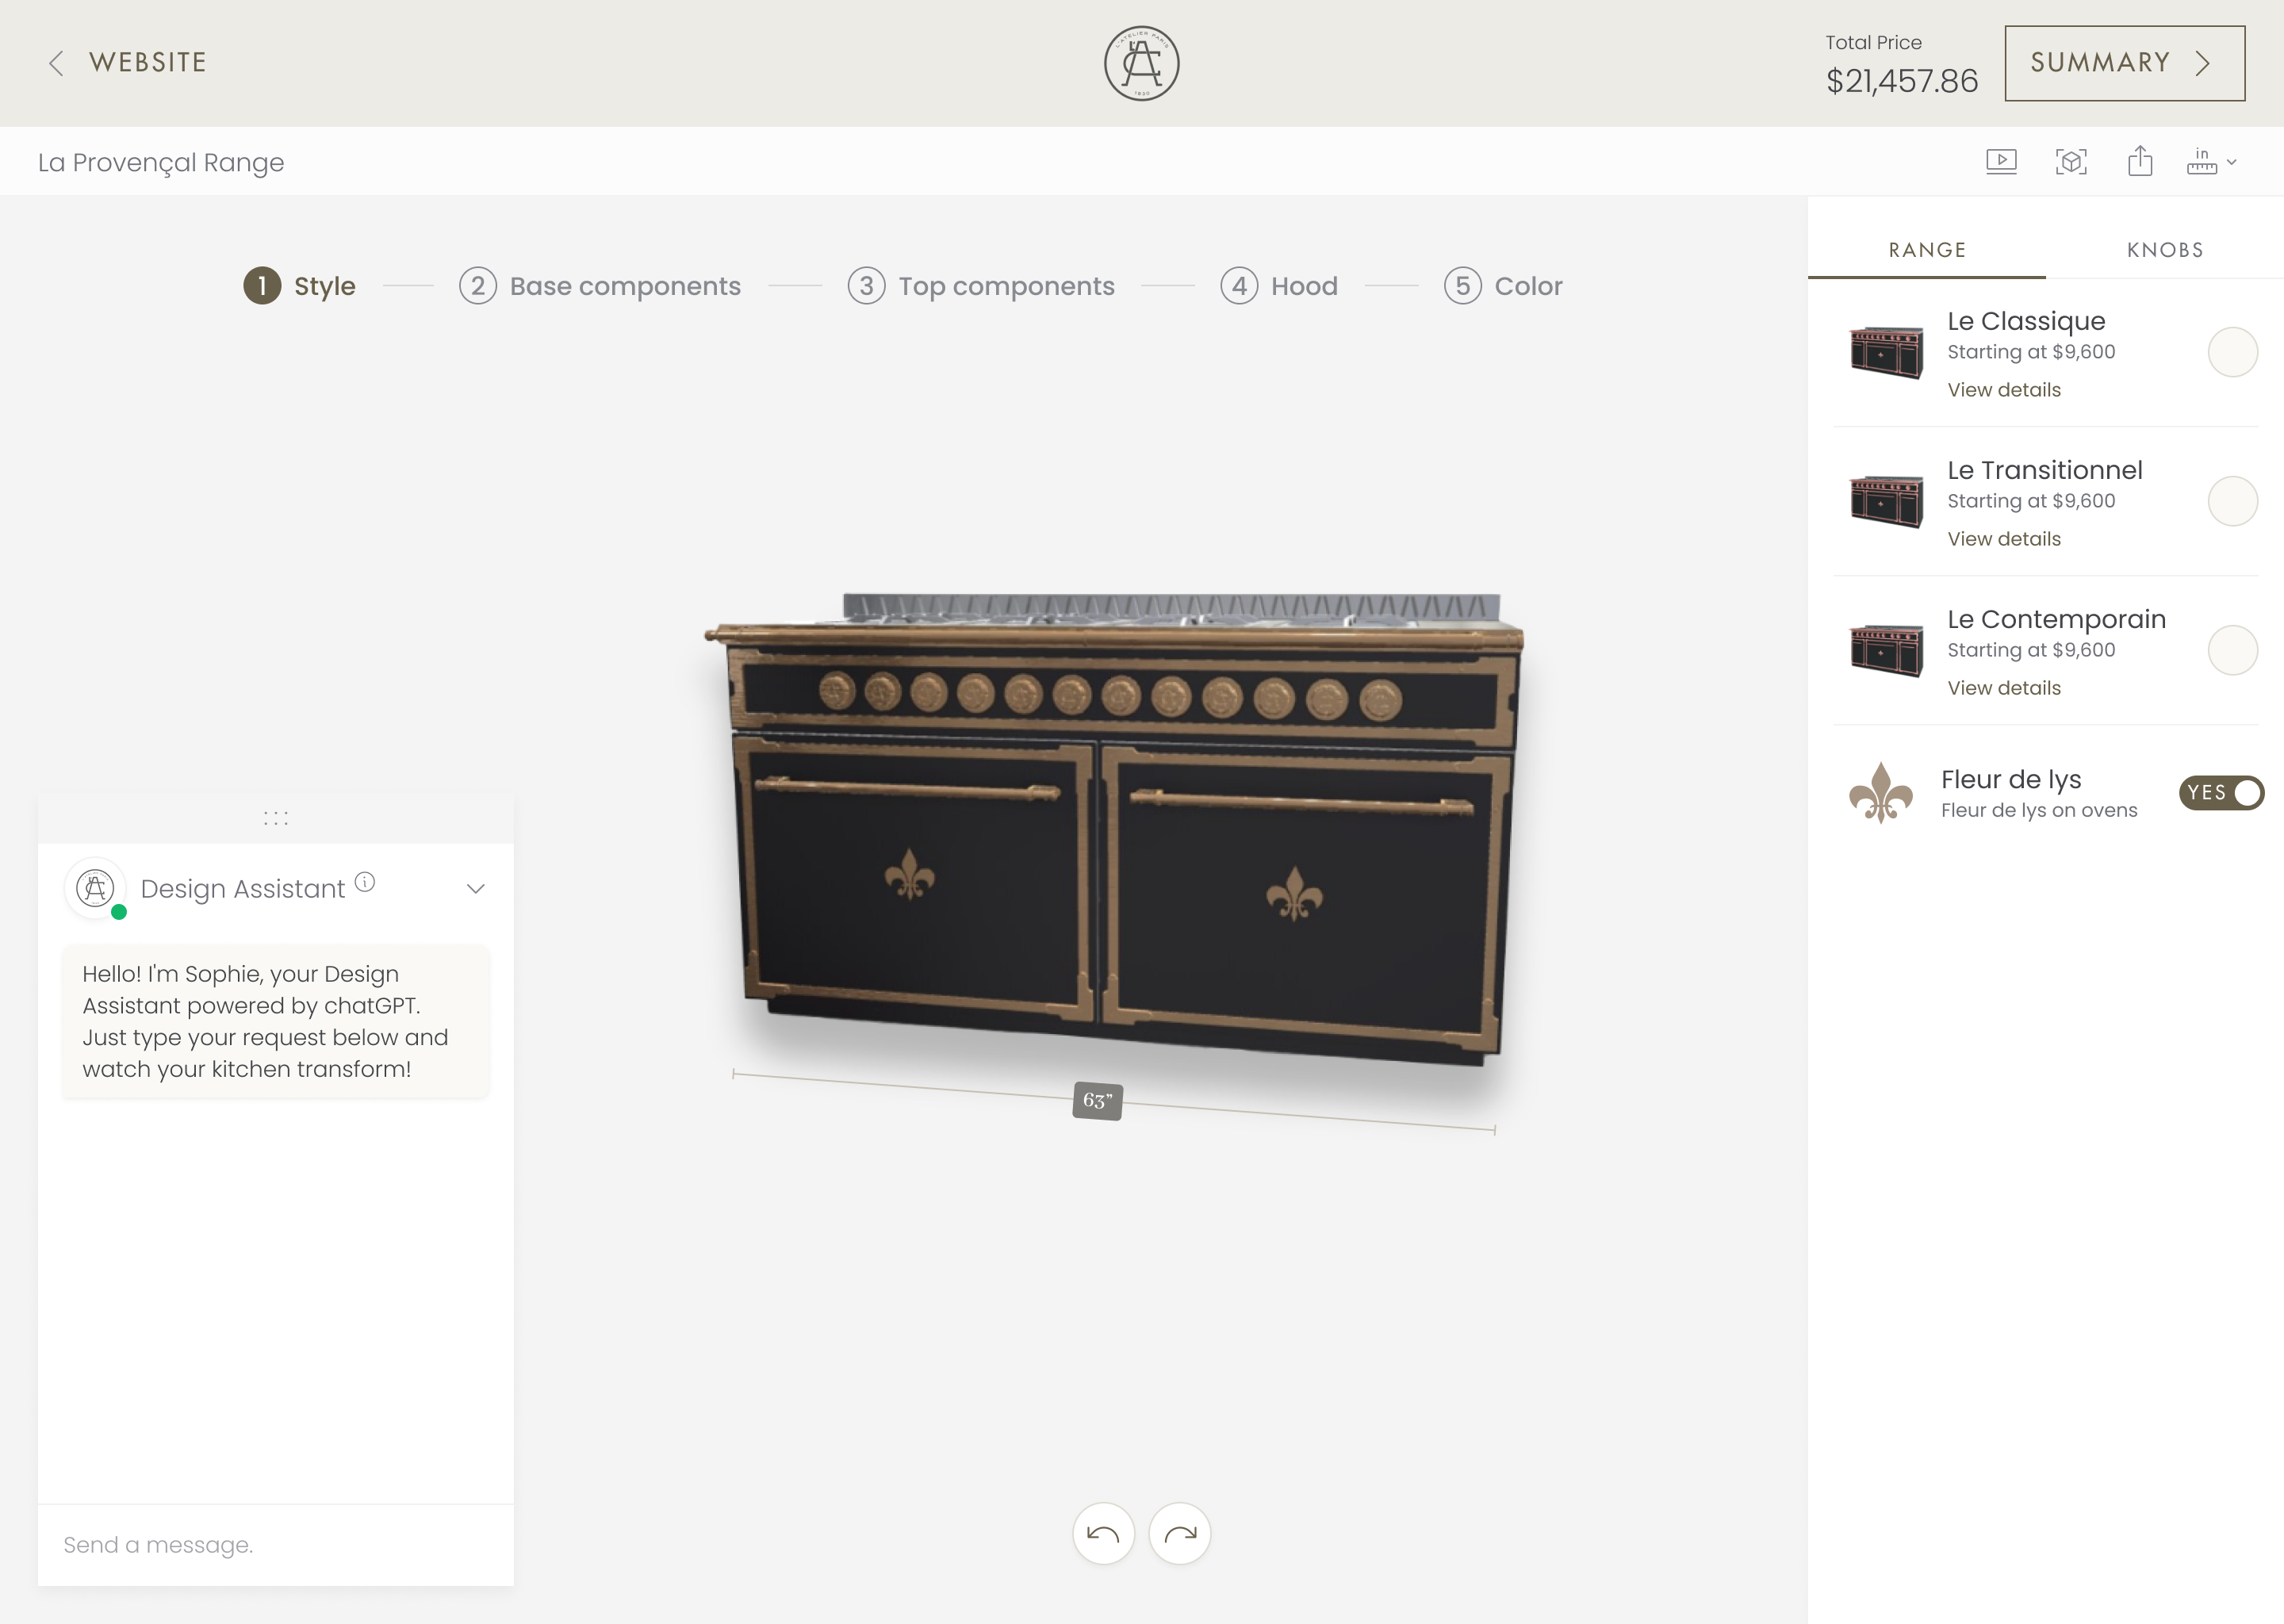 WEBSITE
L'ATELIER PARIS
1830
Total Price
$21,457.86
SUMMARY
La Provençal Range
in
1 Style
2 Base components
3 Top components
4 Hood
5 Color
RANGE
KNOBS
Le Classique
Starting at $9,600
View details
Le Transitionnel
Starting at $9,600
View details
Le Contemporain
Starting at $9,600
View details
Fleur de lys
Fleur de lys on ovens
YES
63”
Design Assistant
Hello! I'm Sophie, your Design
Assistant powered by chatGPT.
Just type your request below and
watch your kitchen transform!
Send a message.